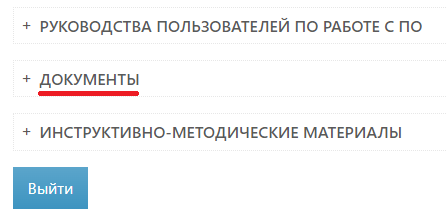 + РУКОВОДСТВА ПОЛЬЗОВАТЕЛЕЙ ПО РАБОТЕ С ПО
+ ДОКУМЕНТЫ
+ ИНСТРУКТИВНО-МЕТОДИЧЕСКИЕ МАТЕРИАЛЫ
Выйти